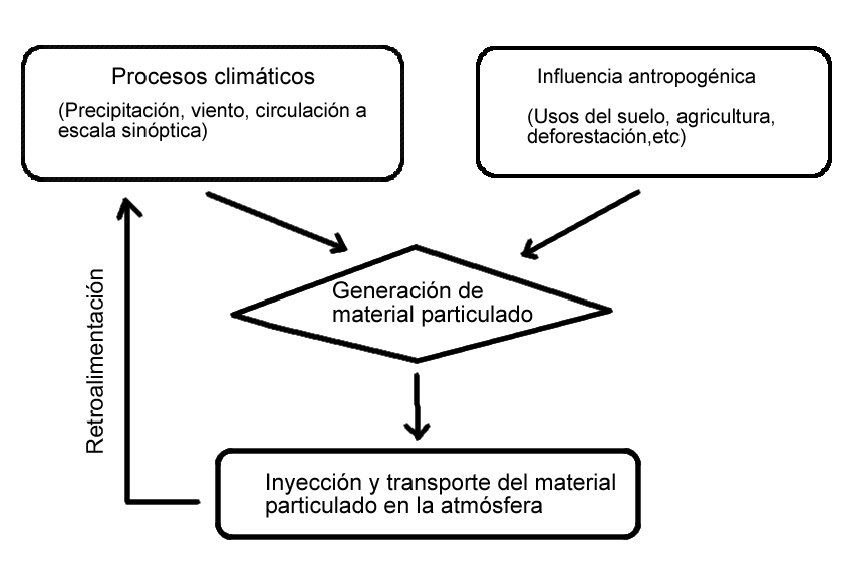 Procesos climáticos
(Precipitación, viento, circulación a
escala sinóptica)
Influencia antropogénica
(Usos del suelo, agricultura,
deforestación,etc)
Generación de
material particulado
Retroalimentación
Inyección y transporte del material
particulado en la atmósfera